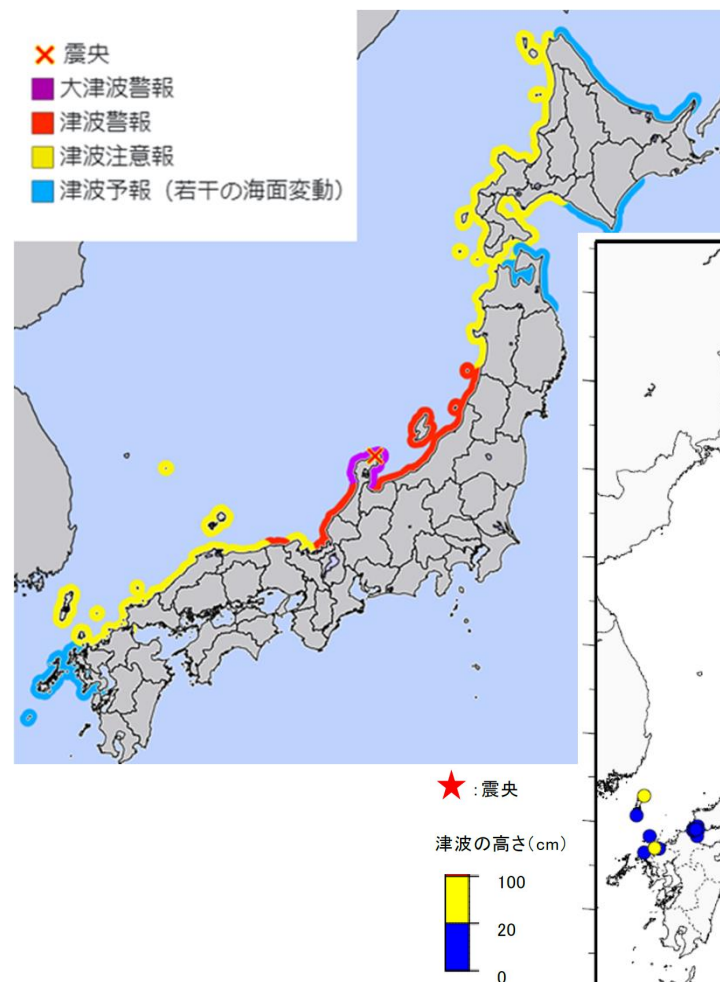 震央
大津波警報
津波警報
津波注意報
津波予報（若干の海面変動）
：震央
津波の高さ(cm)
100
20
0